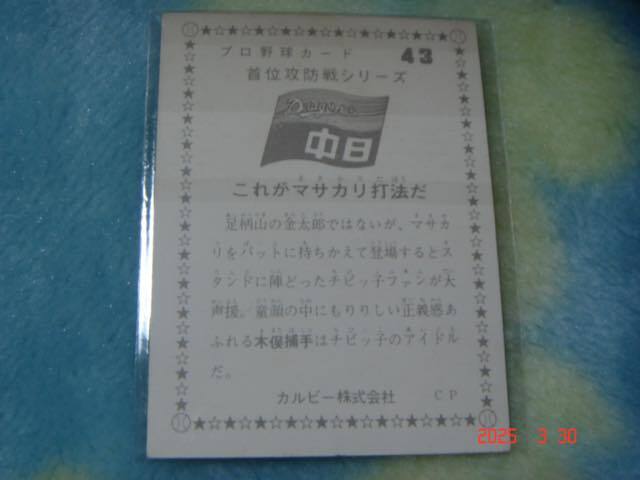 プロ野球カード 43
首位攻防戦シリーズ
Dragons
中日
これがマサカリ打法だ
足柄山の金太郎ではないが、マサカ
リをバットに持ちかえて登場するとス
タンドに陣どったチビッ子ファンが大
声援。童顔の中にもりりしい正義感あ
ふれる木俣捕手はチビッ子のアイドル
だ。
カルビー株式会社 CP
2025 3 30